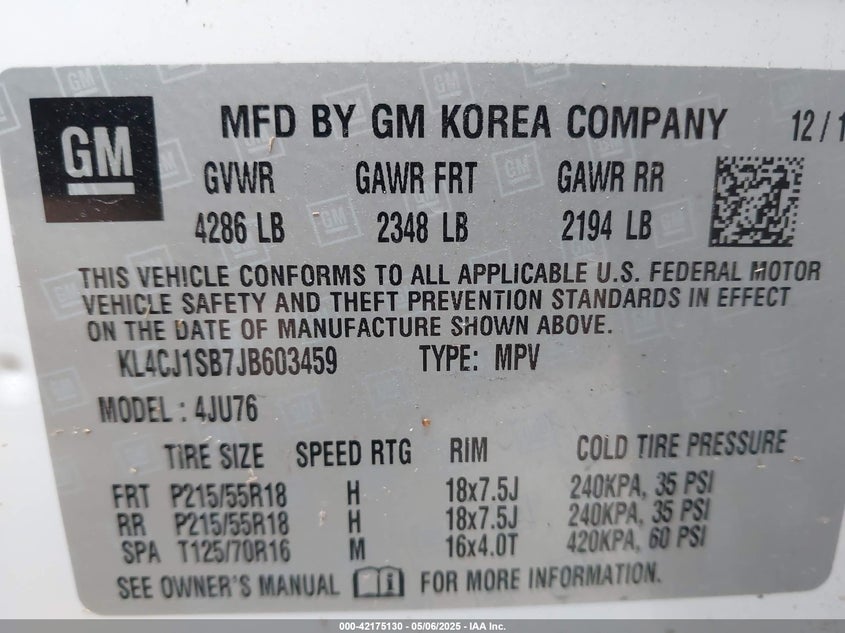 GM
MFD BY GM KOREA COMPANY 12/1
GVWR GAWR FRT GAWR RR
4286 LB 2348 LB 2194 LB
THIS VEHICLE CONFORMS TO ALL APPLICABLE U.S. FEDERAL MOTOR
VEHICLE SAFETY AND THEFT PREVENTION STANDARDS IN EFFECT
ON THE DATE OF MANUFACTURE SHOWN ABOVE.
KL4CJ1SB7JB603459 TYPE: MPV
MODEL: 4JU76
TIRE SIZE SPEED RTG RIM COLD TIRE PRESSURE
FRT P215/55R18 H 18x7.5J 240KPA, 35 PSI
RR P215/55R18 H 18x7.5J 240KPA, 35 PSI
SPA T125/70R16 M 16x4.0T 420KPA, 60 PSI
SEE OWNER'S MANUAL FOR MORE INFORMATION.
000-42175130 - 05/06/2025 - IAA Inc.